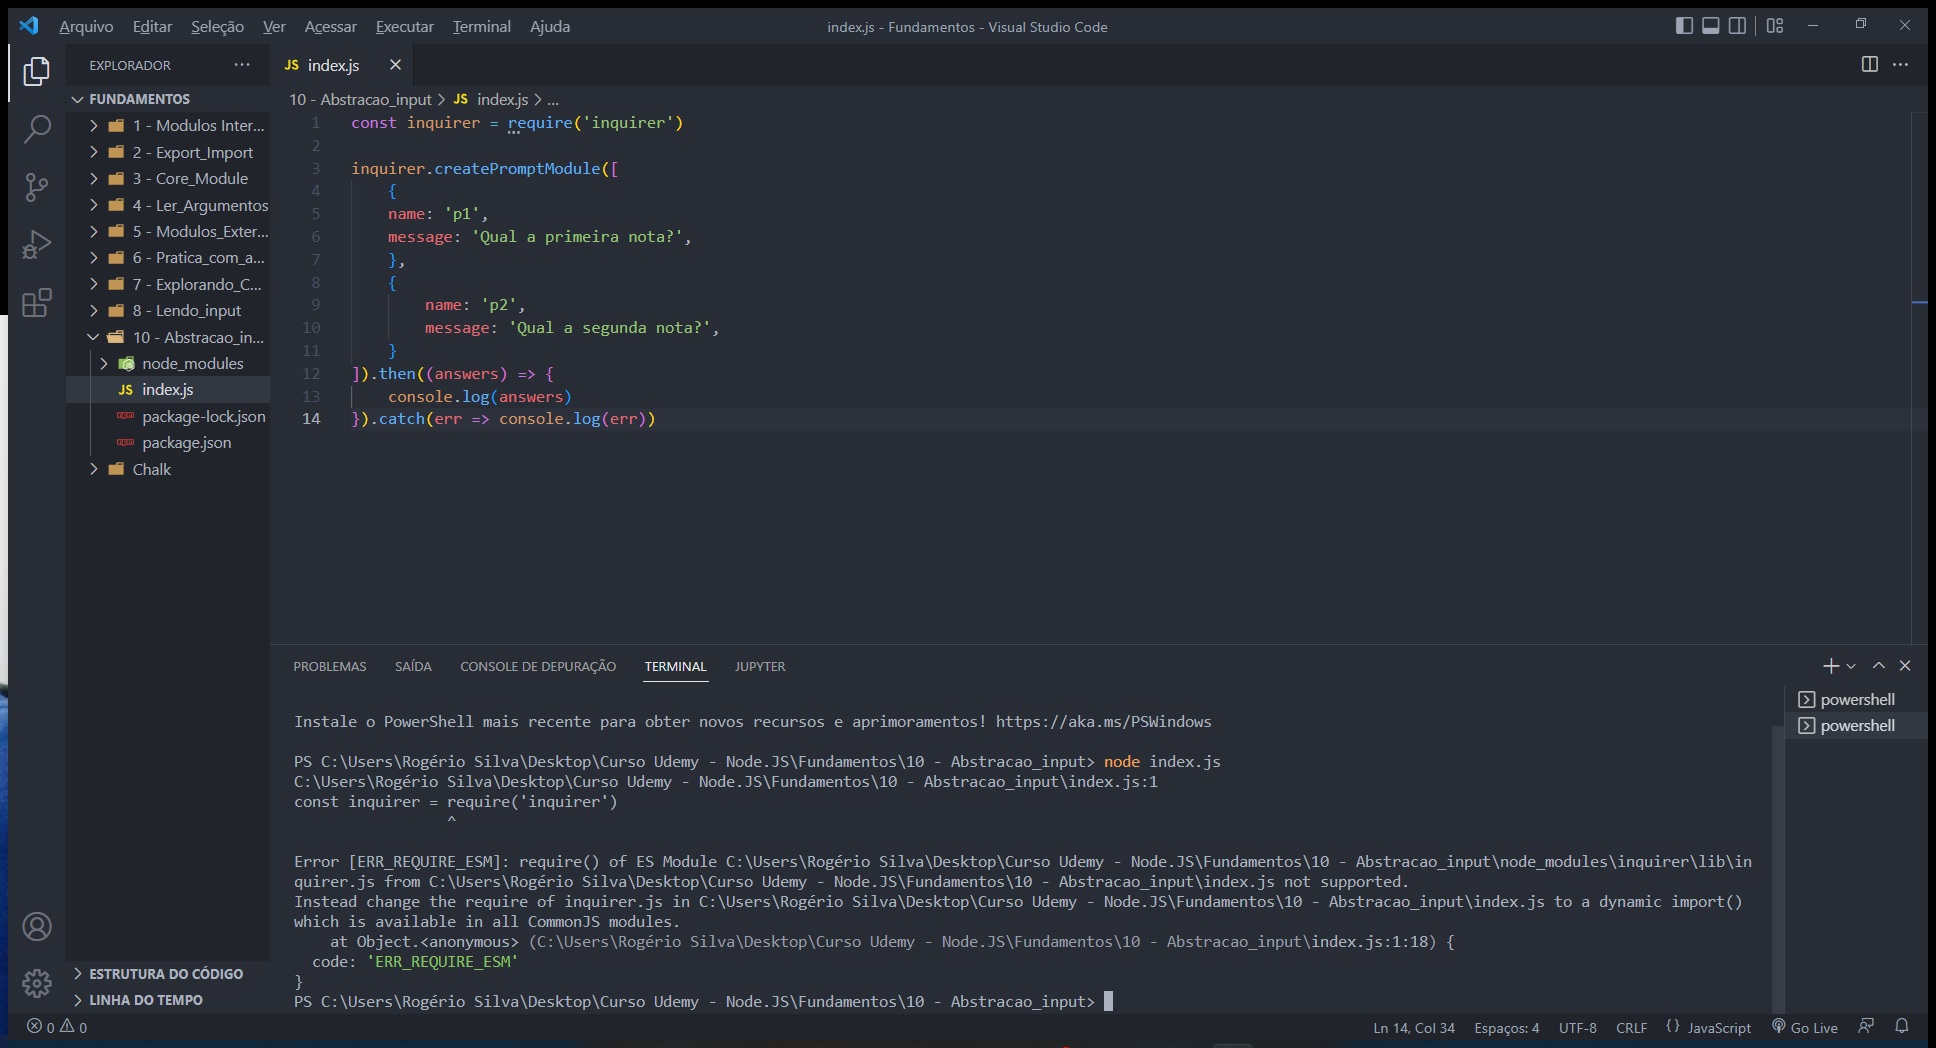 Arquivo Editar Seleção Ver Acessar Executar Terminal Ajuda
index.js - Fundamentos - Visual Studio Code
EXPLORADOR
JS index.js
FUNDAMENTOS
1 - Modulos Inter...
2 - Export_Import
3 - Core_Module
4 - Ler_Argumentos
5 - Modulos_Exter...
6 - Pratica_com_a...
7 - Explorando_C...
8 - Lendo_input
10 - Abstracao_in...
node_modules
JS index.js
package-lock.json
package.json
Chalk
ESTRUTURA DO CÓDIGO
LINHA DO TEMPO
10 - Abstracao_input > JS index.js > ...
1 const inquirer = require('inquirer')
2
3 inquirer.createPromptModule([
4 {
5 name: 'p1',
6 message: 'Qual a primeira nota?',
7 },
8 {
9 name: 'p2',
10 message: 'Qual a segunda nota?',
11 }
12 ]).then((answers) => {
13 console.log(answers)
14 }).catch(err => console.log(err))
PROBLEMAS SAÍDA CONSOLE DE DEPURAÇÃO TERMINAL JUPYTER
powershell
powershell
Instale o PowerShell mais recente para obter novos recursos e aprimoramentos! https://aka.ms/PSWindows
PS C:\Users\Rogério Silva\Desktop\Curso Udemy - Node.JS\Fundamentos\10 - Abstracao_input> node index.js
C:\Users\Rogério Silva\Desktop\Curso Udemy - Node.JS\Fundamentos\10 - Abstracao_input\index.js:1
const inquirer = require('inquirer')
^
Error [ERR_REQUIRE_ESM]: require() of ES Module C:\Users\Rogério Silva\Desktop\Curso Udemy - Node.JS\Fundamentos\10 - Abstracao_input\node_modules\inquirer\lib\in
quirer.js from C:\Users\Rogério Silva\Desktop\Curso Udemy - Node.JS\Fundamentos\10 - Abstracao_input\index.js not supported.
Instead change the require of inquirer.js in C:\Users\Rogério Silva\Desktop\Curso Udemy - Node.JS\Fundamentos\10 - Abstracao_input\index.js to a dynamic import()
which is available in all CommonJS modules.
at Object.<anonymous> (C:\Users\Rogério Silva\Desktop\Curso Udemy - Node.JS\Fundamentos\10 - Abstracao_input\index.js:1:18) {
code: 'ERR_REQUIRE_ESM'
}
PS C:\Users\Rogério Silva\Desktop\Curso Udemy - Node.JS\Fundamentos\10 - Abstracao_input>
0 0
Ln 14, Col 34 Espaços: 4 UTF-8 CRLF {} JavaScript Go Live